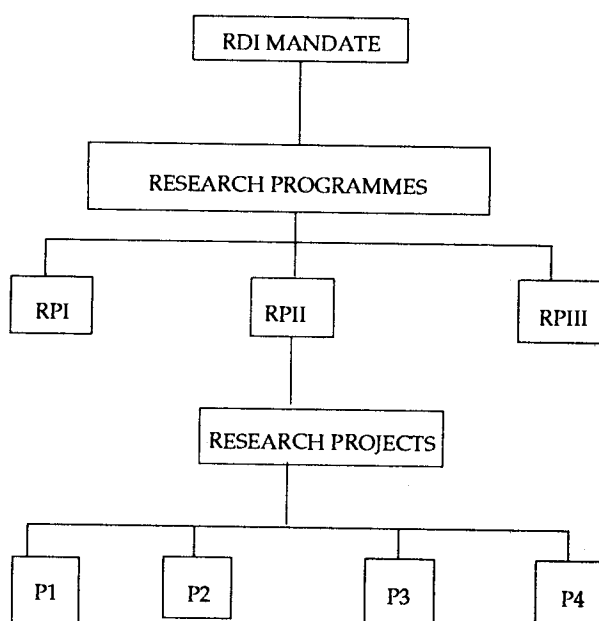 RDI MANDATE
RESEARCH PROGRAMMES
RPI
RPII
RPIII
RESEARCH PROJECTS
P1
P2
P3
P4